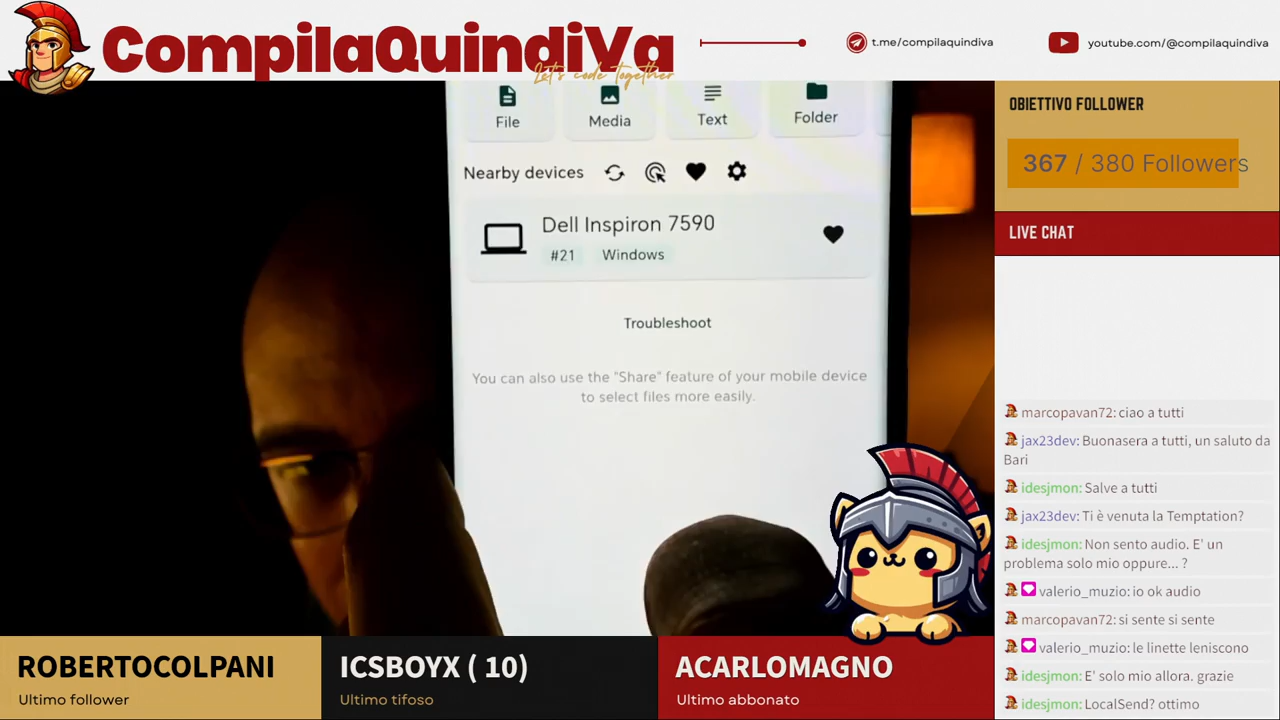 CompilaQuindiVa
Let's code together
t.me/compilaquindiva
youtube.com/@compilaquindiva
File
Media
Text
Folder
Nearby devices
Dell Inspiron 7590
#21
Windows
Troubleshoot
You can also use the "Share" feature of your mobile device
to select files more easily.
OBIETTIVO FOLLOWER
367 / 380 Followers
LIVE CHAT
marcopavan72: ciao a tutti
jax23dev: Buonasera a tutti, un saluto da
Bari
idesjmon: Salve a tutti
jax23dev: Ti è venuta la Temptation?
idesjmon: Non sento audio. E' un
problema solo mio oppure... ?
valerio_muzio: io ok audio
marcopavan72: si sente si sente
valerio_muzio: le linette leniscono
idesjmon: E' solo mio allora. grazie
idesjmon: LocalSend? ottimo
ROBERTOCOLPANI
Ultimo follower
ICSBOYX ( 10)
Ultimo tifoso
ACARLOMAGNO
Ultimo abbonato